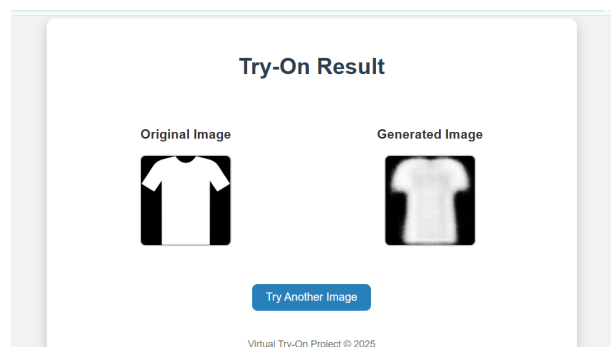 Try-On Result
Original Image
Generated Image
Try Another Image
Virtual Try-On Project © 2025